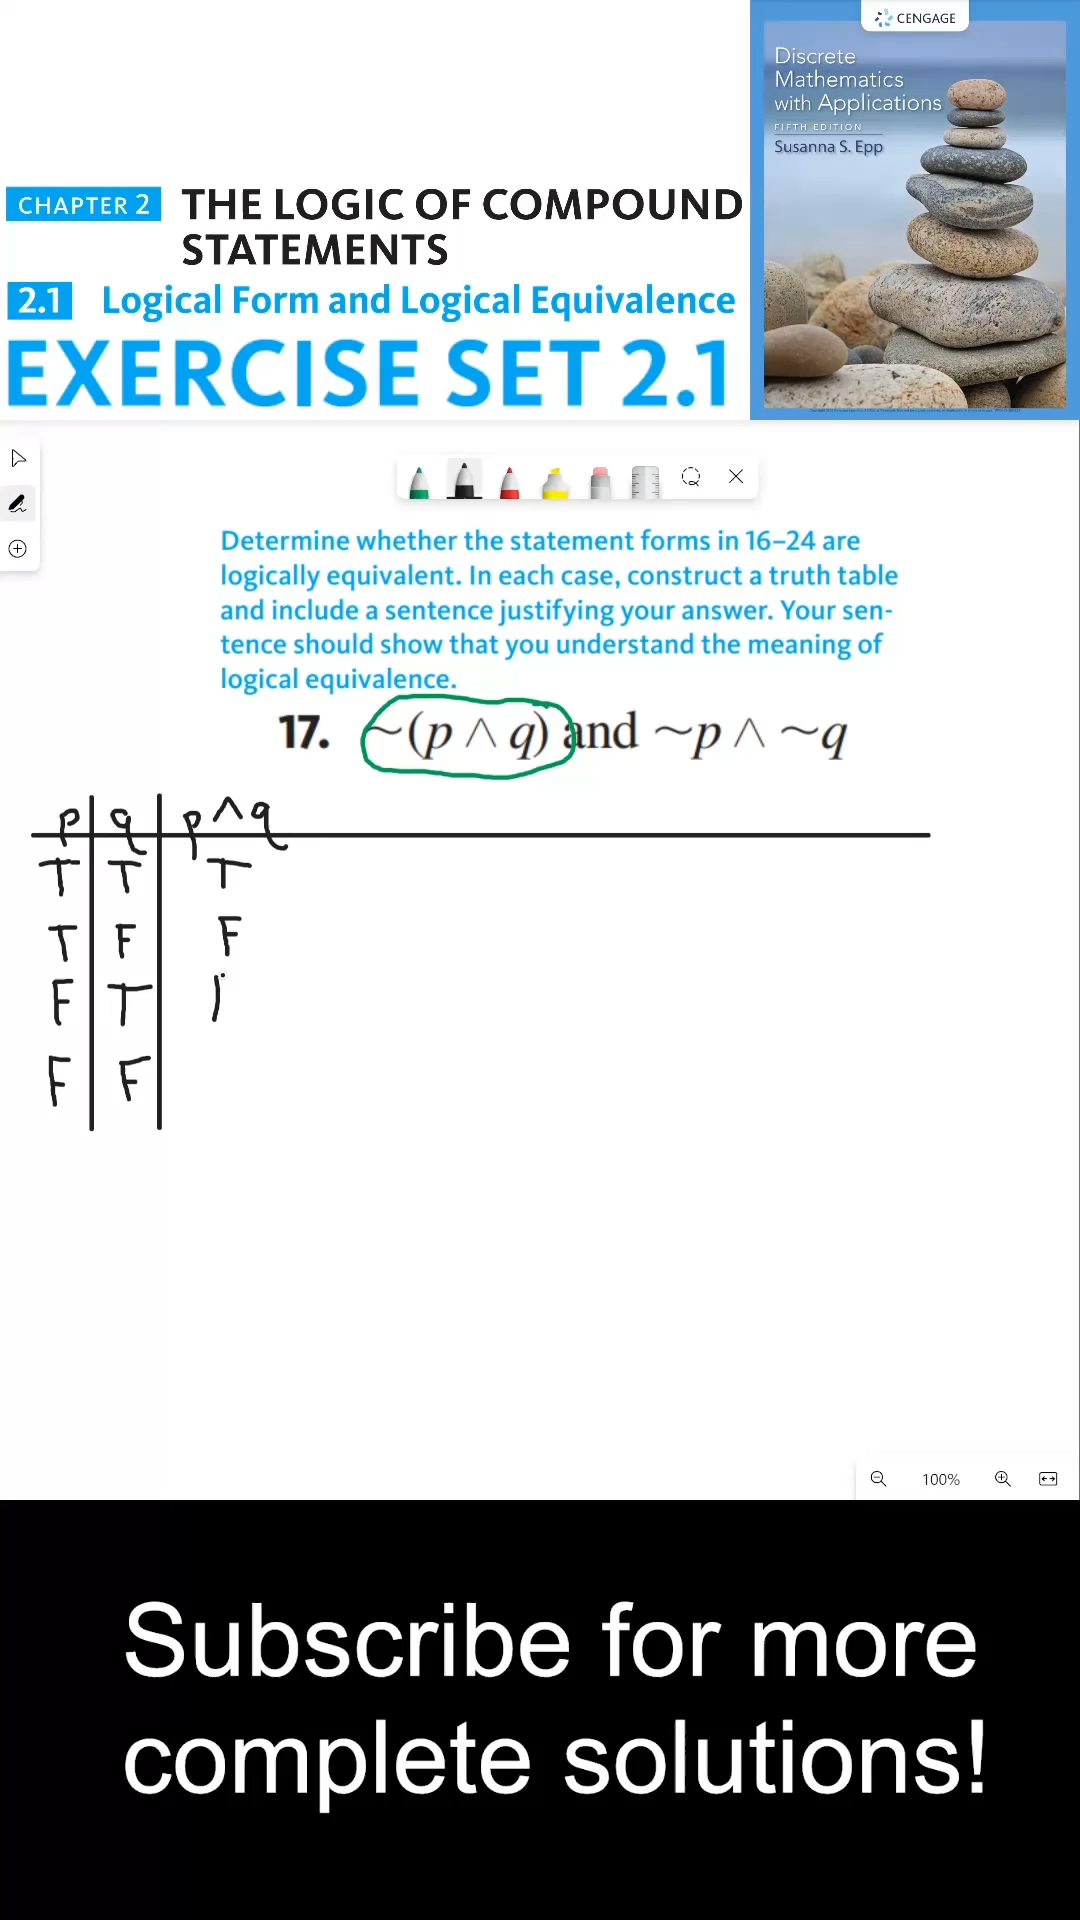 CENGAGE
Discrete
Mathematics
with Applications
FIFTH EDITION
Susanna S. Epp
CHAPTER 2 THE LOGIC OF COMPOUND
STATEMENTS
2.1 Logical Form and Logical Equivalence
EXERCISE SET 2.1
Determine whether the statement forms in 16–24 are
logically equivalent. In each case, construct a truth table
and include a sentence justifying your answer. Your sen-
tence should show that you understand the meaning of
logical equivalence.
17. ~(p ∧ q) and ~p ∧ ~q
p q p ∧ q
T T T
T F F
F T
F F
100%
Subscribe for more
complete solutions!